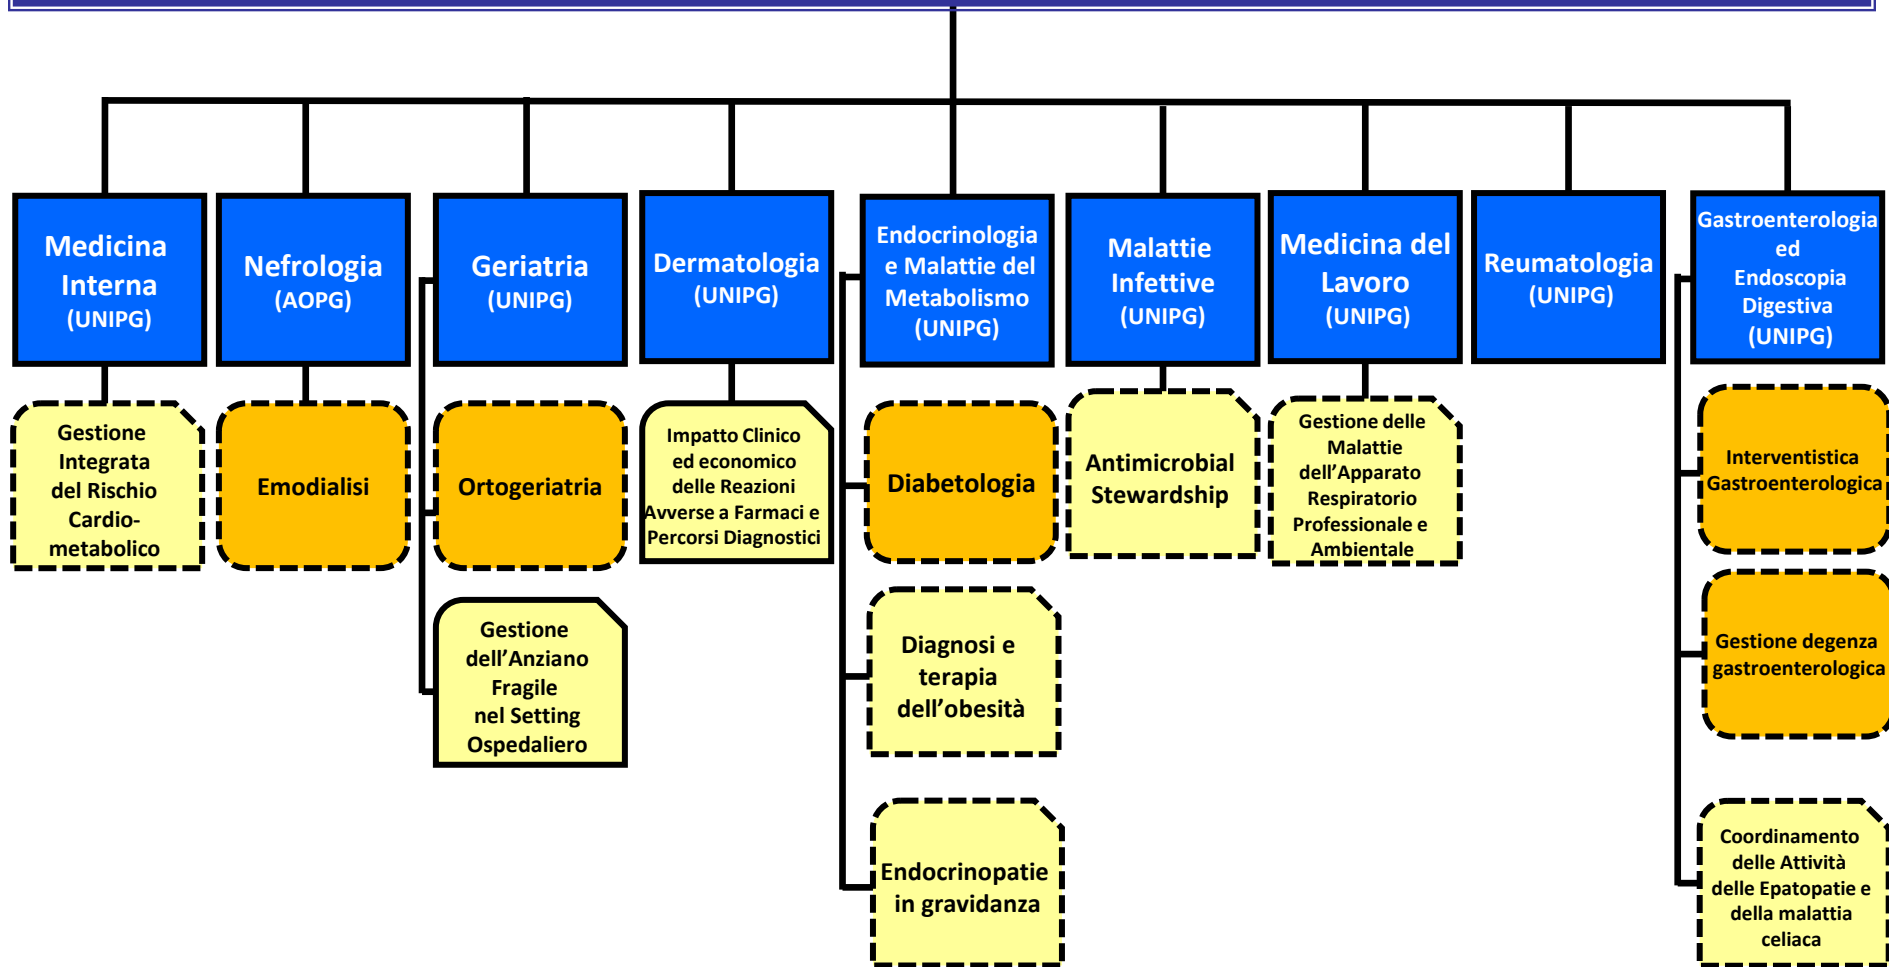 Medicina
Interna
(UNIPG)
Nefrologia
(AOPG)
Geriatria
(UNIPG)
Dermatologia
(UNIPG)
Endocrinologia
e Malattie del
Metabolismo
(UNIPG)
Malattie
Infettive
(UNIPG)
Medicina del
Lavoro
(UNIPG)
Reumatologia
(UNIPG)
Gastroenterologia
ed
Endoscopia
Digestiva
(UNIPG)
Gestione
Integrata
del Rischio
Cardio-
metabolico
Emodialisi
Ortogeriatria
Impatto Clinico
ed economico
delle Reazioni
Avverse a Farmaci e
Percorsi Diagnostici
Diabetologia
Antimicrobial
Stewardship
Gestione delle
Malattie
dell'Apparato
Respiratorio
Professionale e
Ambientale
Interventistica
Gastroenterologica
Gestione
dell'Anziano
Fragile
nel Setting
Ospedaliero
Diagnosi e
terapia
dell'obesità
Gestione degenza
gastroenterologica
Endocrinopatie
in gravidanza
Coordinamento
delle Attività
delle Epatopatie e
della malattia
celiaca